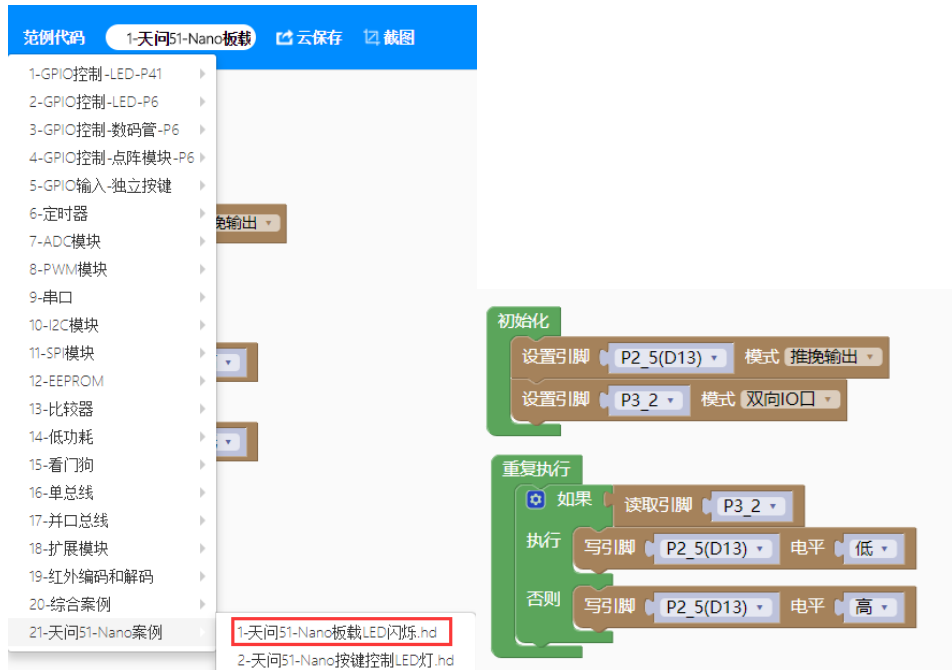 范例代码 1-天问51-Nano板载 云保存 截图
1-GPIO控制-LED-P41
2-GPIO控制-LED-P6
3-GPIO控制-数码管-P6
4-GPIO控制-点阵模块-P6
5-GPIO输入-独立按键
6-定时器
7-ADC模块
8-PWM模块
9-串口
10-I2C模块
11-SPI模块
12-EEPROM
13-比较器
14-低功耗
15-看门狗
16-单总线
17-并口总线
18-扩展模块
19-红外编码和解码
20-综合案例
21-天问51-Nano案例
1-天问51-Nano板载LED闪烁.hd
2-天问51-Nano按键控制LED灯.hd
输出
初始化
设置引脚 P2_5(D13) 模式 推挽输出
设置引脚 P3_2 模式 双向IO口
重复执行
如果 读取引脚 P3_2
执行 写引脚 P2_5(D13) 电平 低
否则 写引脚 P2_5(D13) 电平 高